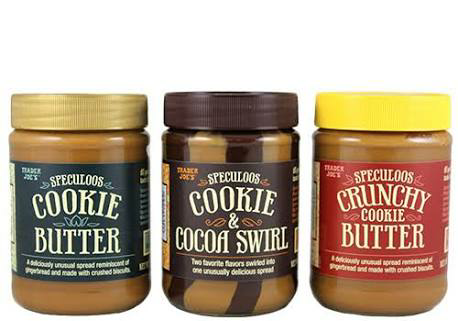 TRADER
JOE'S
SPECULOOS
COOKIE
BUTTER
A deliciously unusual spread reminiscent of
gingerbread and made with crushed biscuits.
TRADER
JOE'S
SPECULOOS
COOKIE
&
COCOA SWIRL
Two favorite flavors swirled into
one unusually delicious spread
TRADER
JOE'S
SPECULOOS
CRUNCHY
COOKIE
BUTTER
A deliciously unusual spread reminiscent of
gingerbread and made with crushed biscuits.